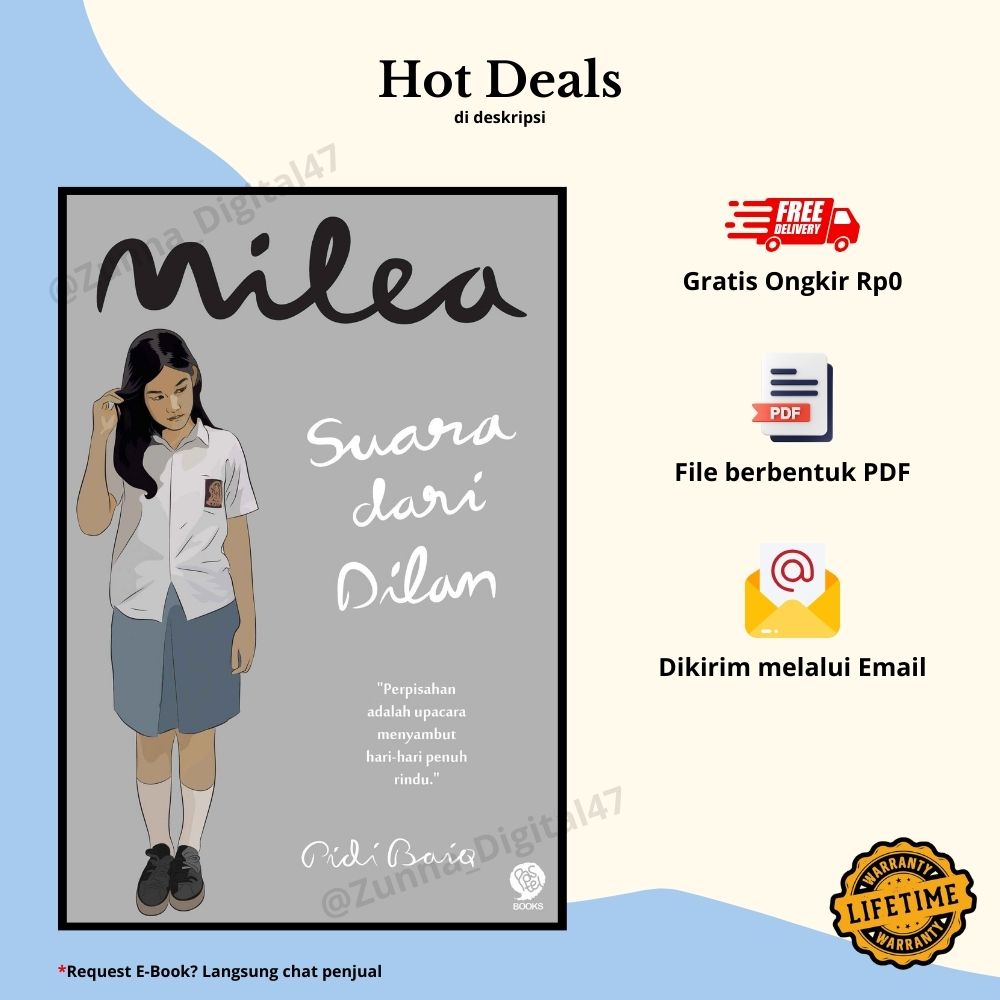 Hot Deals
di deskripsi
@Zunna_Digital47
Milea
Suara
dari
Dilan
"Perpisahan
adalah upacara
menyambut
hari-hari penuh
rindu."
Pidi Baiq
@Zunna_Digital47
BOOKS
FREE
DELIVERY
Gratis Ongkir Rp0
PDF
File berbentuk PDF
@
Dikirim melalui Email
WARRANTY
LIFETIME
WARRANTY
*Request E-Book? Langsung chat penjual